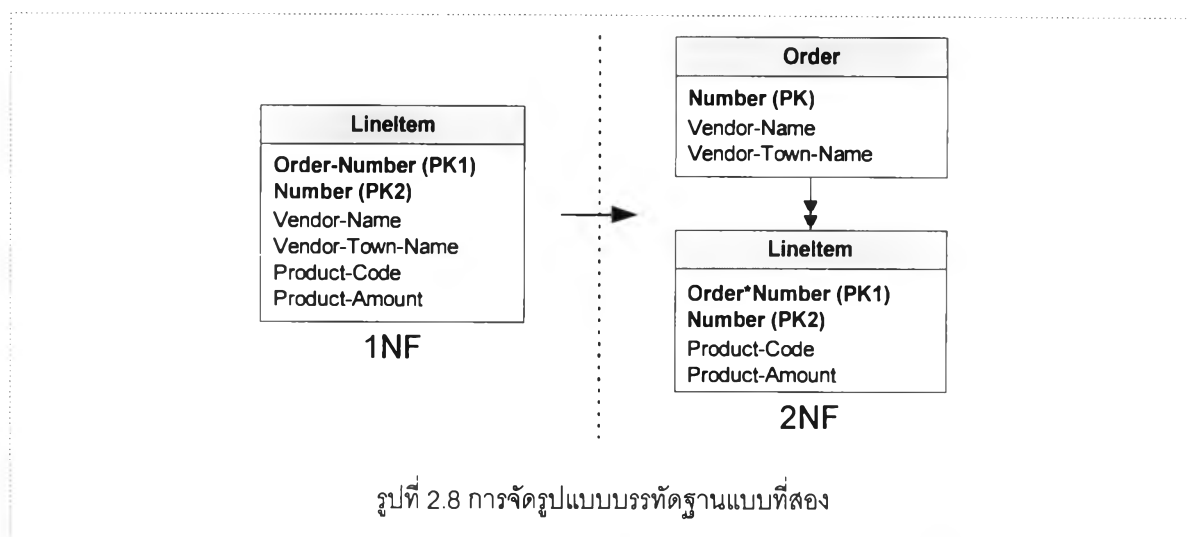 LineItem
Order-Number (PK1)
Number (PK2)
Vendor-Name
Vendor-Town-Name
Product-Code
Product-Amount
1NF
Order
Number (PK)
Vendor-Name
Vendor-Town-Name
LineItem
Order*Number (PK1)
Number (PK2)
Product-Code
Product-Amount
2NF
รูปที่ 2.8 การจัดรูปแบบบรรทัดฐานแบบที่สอง